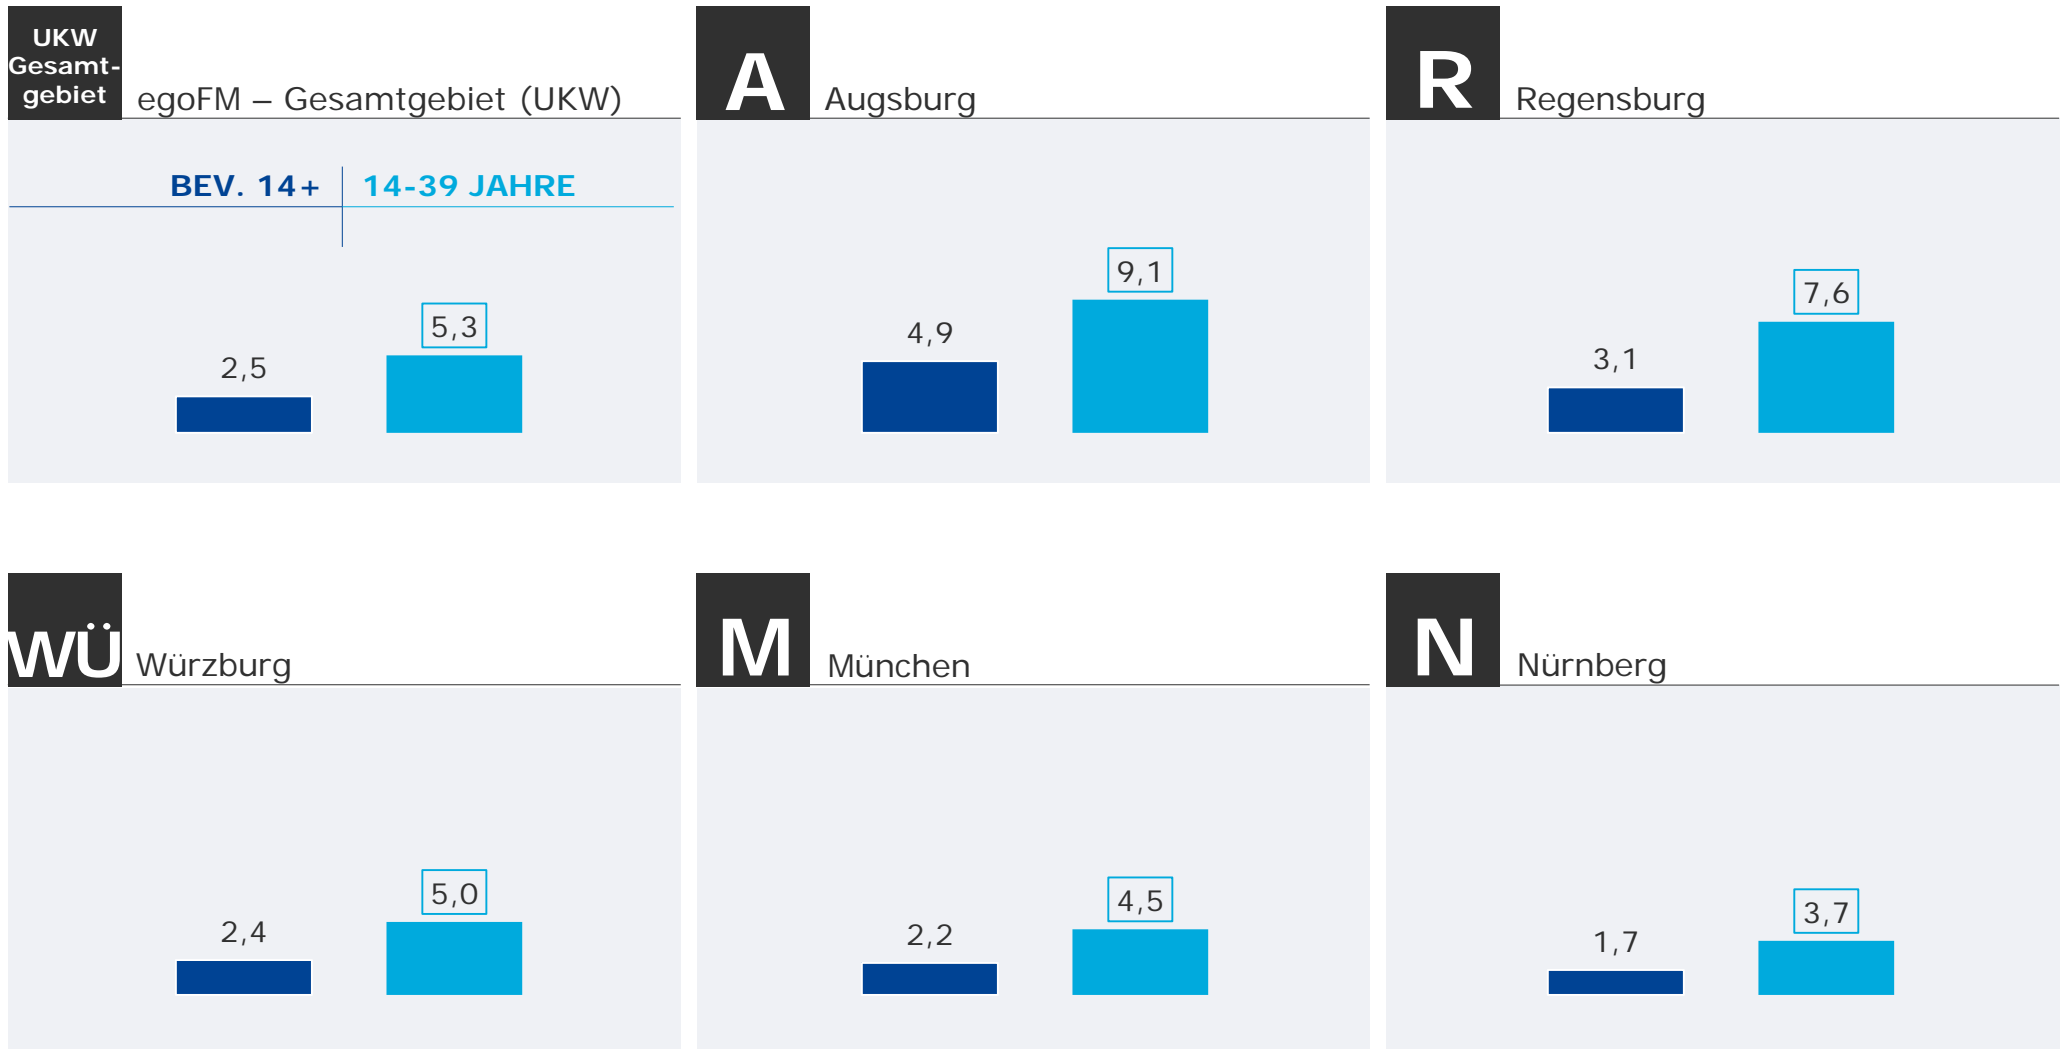 UKW
Gesamt-
gebiet
egoFM – Gesamtgebiet (UKW)
BEV. 14+
14-39 JAHRE
2,5
5,3
A
Augsburg
4,9
9,1
R
Regensburg
3,1
7,6
WÜ
Würzburg
2,4
5,0
M
München
2,2
4,5
N
Nürnberg
1,7
3,7